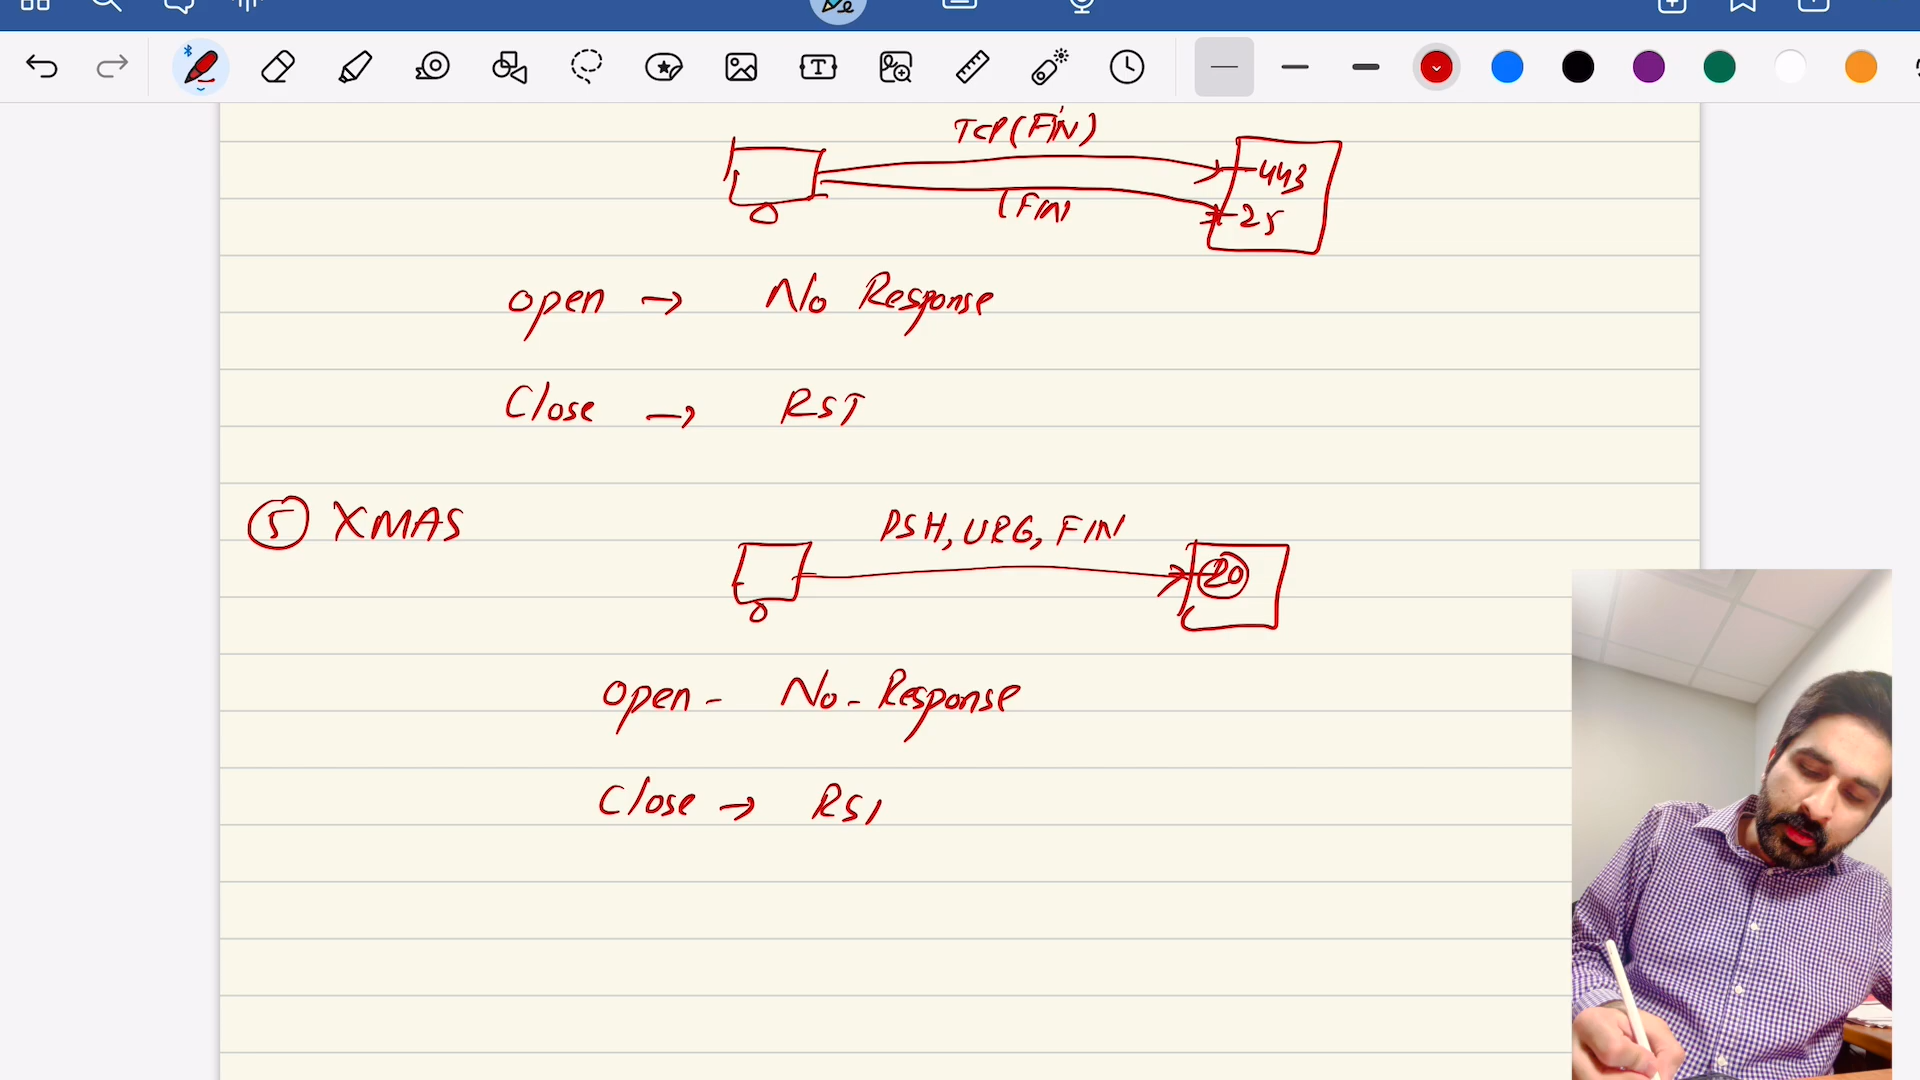 TCP (FIN)
443
(FIN)
25
Open → No Response
Close → RST
⑤ XMAS
PSH, URG, FIN
20
Open - No - Response
Close → RS